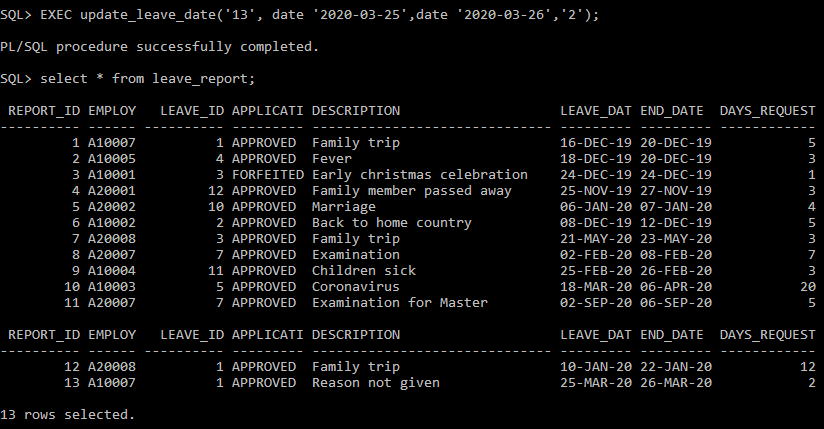 SQL> EXEC update_leave_date('13', date '2020-03-25',date '2020-03-26','2');
PL/SQL procedure successfully completed.
SQL> select * from leave_report;
 REPORT_ID EMPLOY   LEAVE_ID APPLICATI DESCRIPTION                    LEAVE_DAT END_DATE  DAYS_REQUEST
---------- ------ ---------- --------- ------------------------------ --------- --------- ------------
         1 A10007          1 APPROVED  Family trip                    16-DEC-19 20-DEC-19            5
         2 A10005          4 APPROVED  Fever                          18-DEC-19 20-DEC-19            3
         3 A10001          3 FORFEITED Early christmas celebration    24-DEC-19 24-DEC-19            1
         4 A20001         12 APPROVED  Family member passed away      25-NOV-19 27-NOV-19            3
         5 A20002         10 APPROVED  Marriage                       06-JAN-20 07-JAN-20            4
         6 A10002          2 APPROVED  Back to home country           08-DEC-19 12-DEC-19            5
         7 A20008          3 APPROVED  Family trip                    21-MAY-20 23-MAY-20            3
         8 A20007          7 APPROVED  Examination                    02-FEB-20 08-FEB-20            7
         9 A10004         11 APPROVED  Children sick                  25-FEB-20 26-FEB-20            3
        10 A10003          5 APPROVED  Coronavirus                    18-MAR-20 06-APR-20           20
        11 A20007          7 APPROVED  Examination for Master         02-SEP-20 06-SEP-20            5
 REPORT_ID EMPLOY   LEAVE_ID APPLICATI DESCRIPTION                    LEAVE_DAT END_DATE  DAYS_REQUEST
---------- ------ ---------- --------- ------------------------------ --------- --------- ------------
        12 A20008          1 APPROVED  Family trip                    10-JAN-20 22-JAN-20           12
        13 A10007          1 APPROVED  Reason not given               25-MAR-20 26-MAR-20            2
13 rows selected.